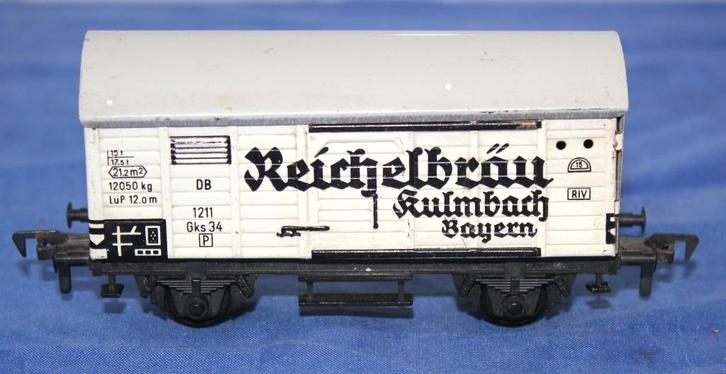 15 t
17.5 t
21.2 m2
12050 kg
LüP 12.0 m
DB
1211
Gks 34
P
Reichelbräu
Kulmbach
Bayern
15
RIV